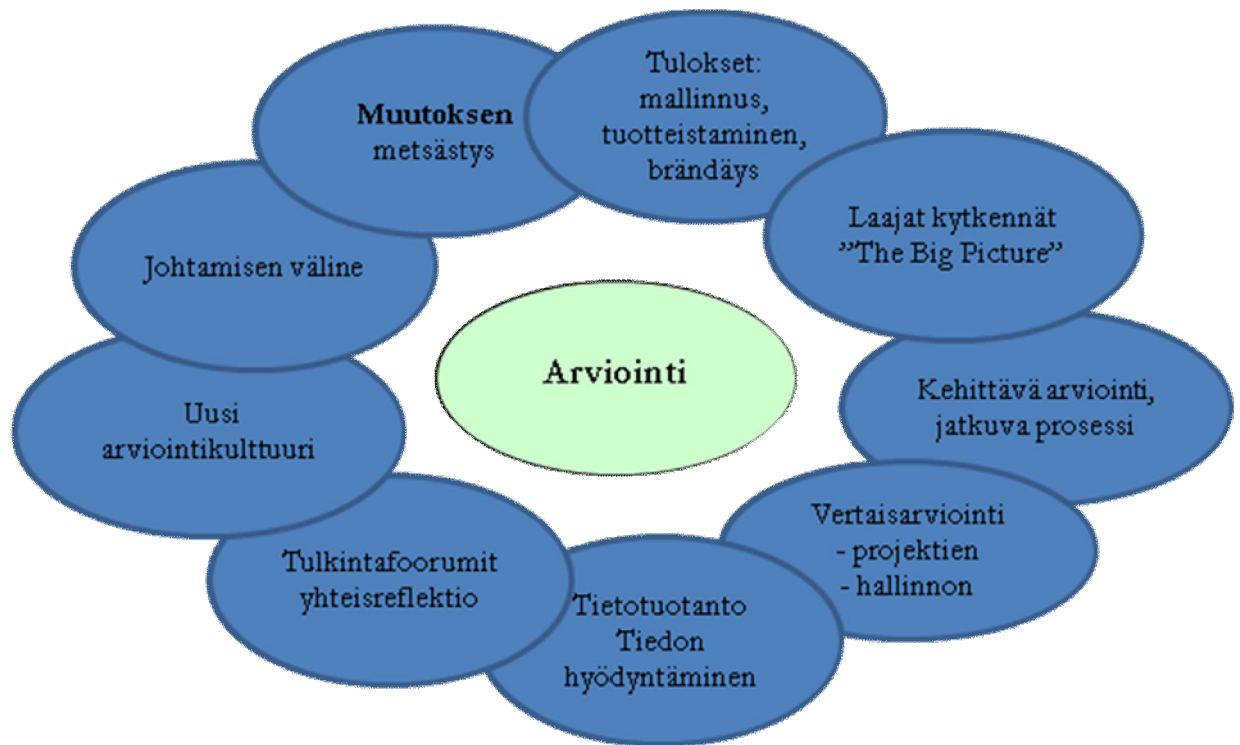 Tulokset:
mallinnus,
tuotteistaminen,
brändäys
Muutoksen
metsästys
Laajat kytkennät
”The Big Picture”
Johtamisen väline
Arviointi
Kehittävä arviointi,
jatkuva prosessi
Uusi
arviointikulttuuri
Vertaisarviointi
- projektien
- hallinnon
Tulkintafoorumit
yhteisreflektio
Tietotuotanto
Tiedon
hyödyntäminen